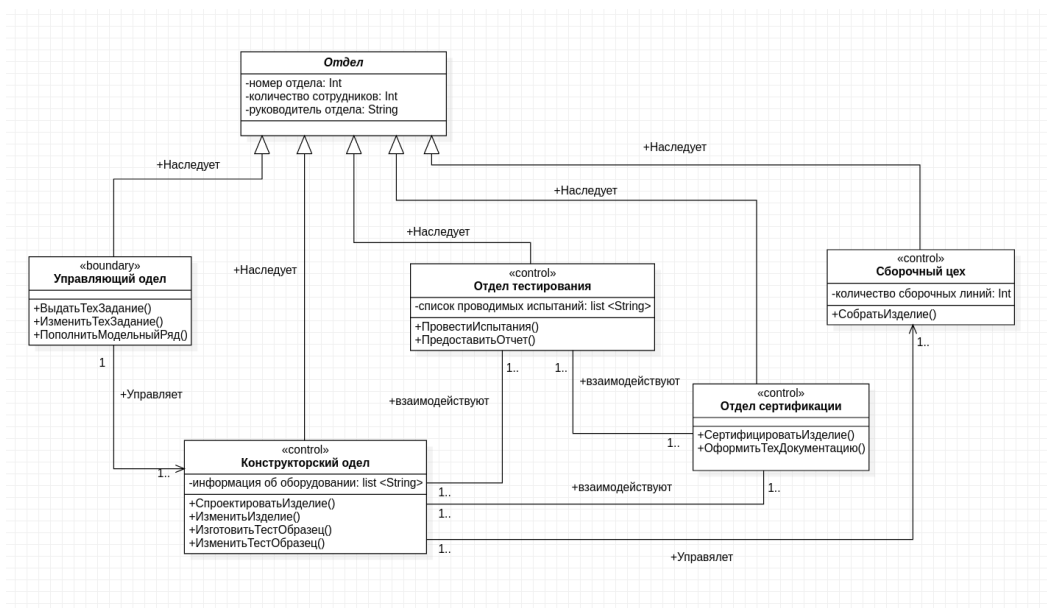 Отдел
-номер отдела: Int
-количество сотрудников: Int
-руководитель отдела: String
+Наследует
+Наследует
+Наследует
+Наследует
+Наследует
«boundary»
Управляющий одел
+ВыдатьТехЗадание()
+ИзменитьТехЗадание()
+ПополнитьМодельныйРяд()
«control»
Отдел тестирования
-список проводимых испытаний: list <String>
+ПровестиИспытания()
+ПредоставитьОтчет()
«control»
Сборочный цех
-количество сборочных линий: Int
+СобратьИзделие()
1
1..
1..
1..
+Управляет
+взаимодействуют
+взаимодействуют
«control»
Отдел сертификации
+СертифицироватьИзделие()
+ОформитьТехДокументацию()
1..
1..
«control»
Конструкторский одел
-информация об оборудовании: list <String>
+СпроектироватьИзделие()
+ИзменитьИзделие()
+ИзготовитьТестОбразец()
+ИзменитьТестОбразец()
1..
+взаимодействуют
1..
1..
1..
+Управялет